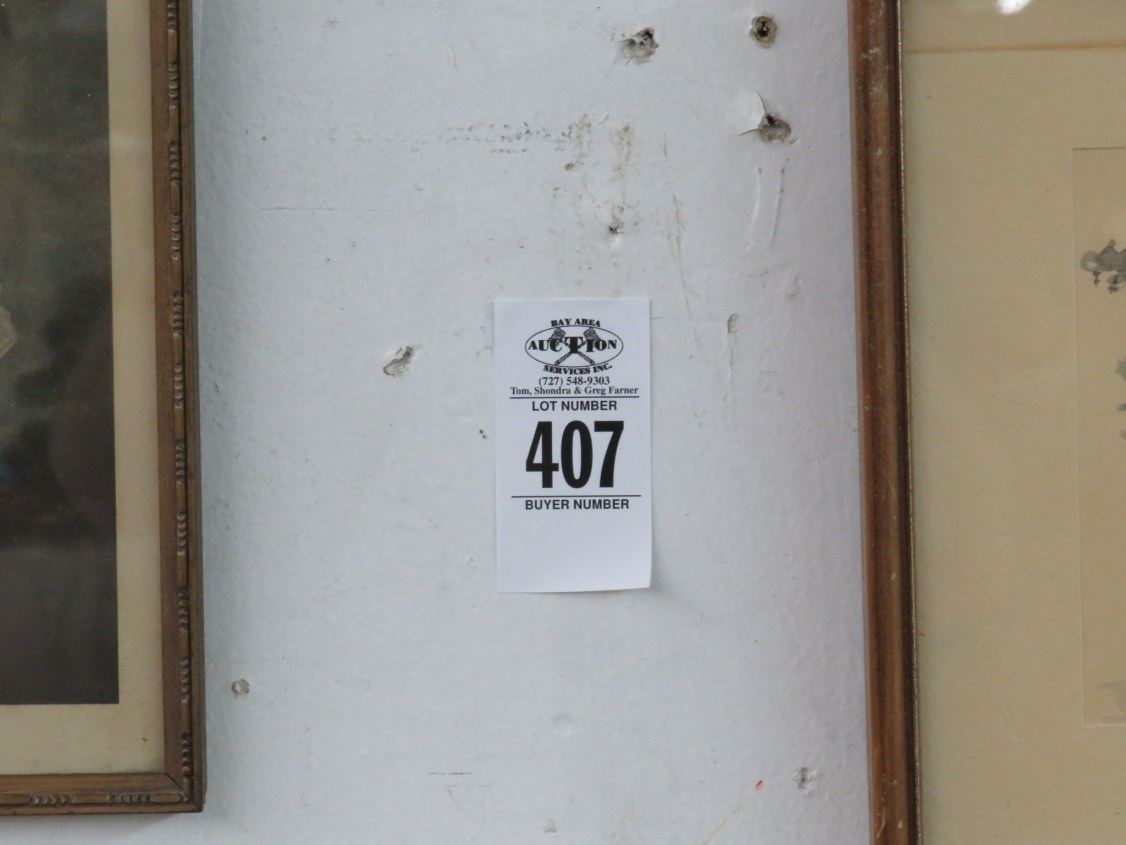 BAY AREA
AUCTION
SERVICES INC.
(727) 548-9303
Tom, Shondra & Greg Farner
LOT NUMBER
407
BUYER NUMBER